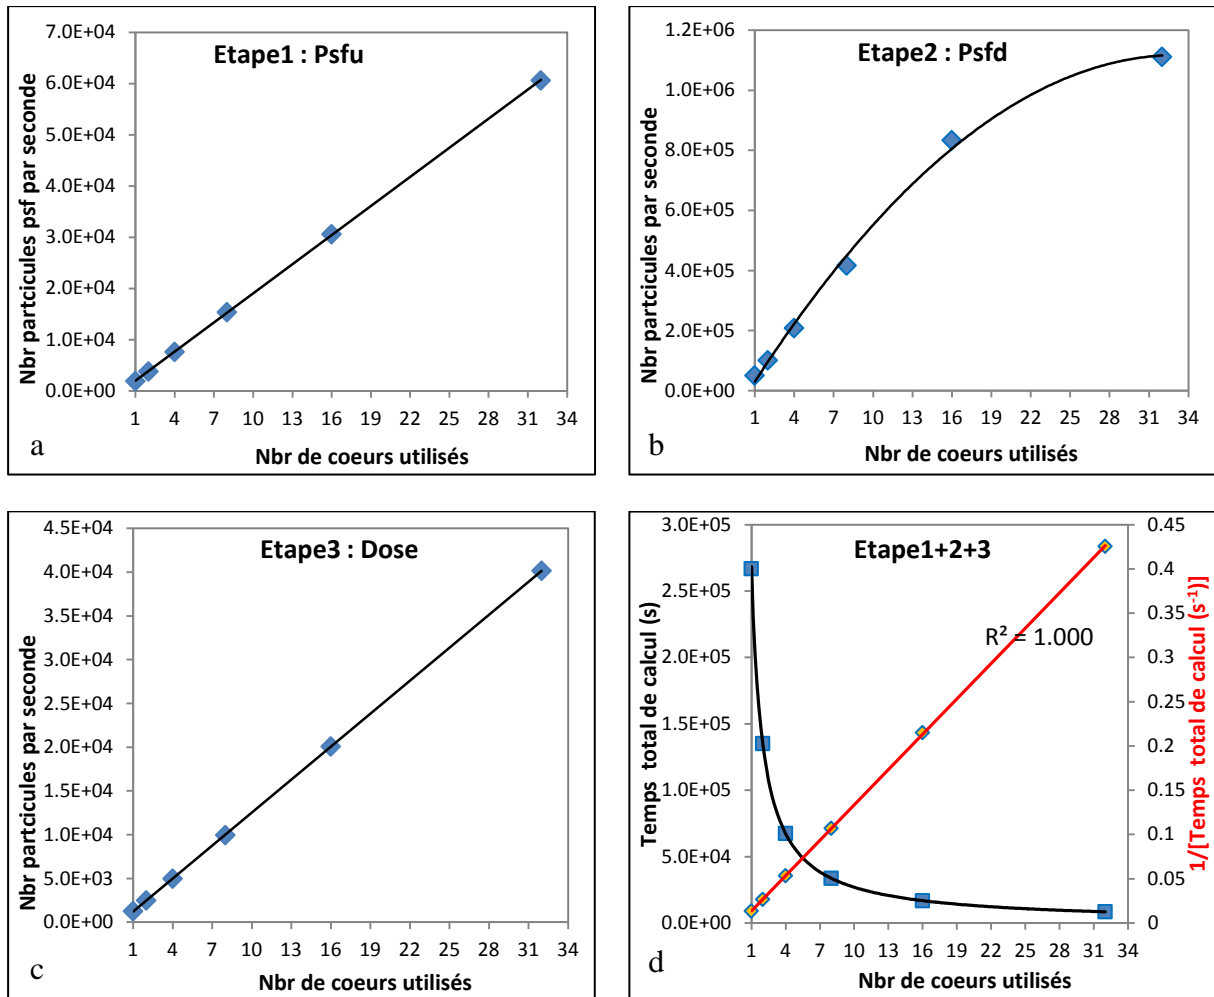 Etape1 : Psfu
Nbr partcicules psf par seconde
7.0E+04
6.0E+04
5.0E+04
4.0E+04
3.0E+04
2.0E+04
1.0E+04
0.0E+00
1 4 7 10 13 16 19 22 25 28 31 34
Nbr de coeurs utilisés
a
Etape2 : Psfd
Nbr particicules par seconde
1.2E+06
1.0E+06
8.0E+05
6.0E+05
4.0E+05
2.0E+05
0.0E+00
1 4 7 10 13 16 19 22 25 28 31 34
Nbr de coeurs utilisés
b
Etape3 : Dose
Nbr partcicules par seconde
4.5E+04
4.0E+04
3.5E+04
3.0E+04
2.5E+04
2.0E+04
1.5E+04
1.0E+04
5.0E+03
0.0E+00
1 4 7 10 13 16 19 22 25 28 31 34
Nbr de coeurs utilisés
c
Etape1+2+3
Temps total de calcul (s)
3.0E+05
2.5E+05
2.0E+05
1.5E+05
1.0E+05
5.0E+04
0.0E+00
R² = 1.000
0.45
0.4
0.35
0.3
0.25
0.2
0.15
0.1
0.05
0
1/[Temps total de calcul (s⁻¹)]
1 4 7 10 13 16 19 22 25 28 31 34
Nbr de coeurs utilisés
d